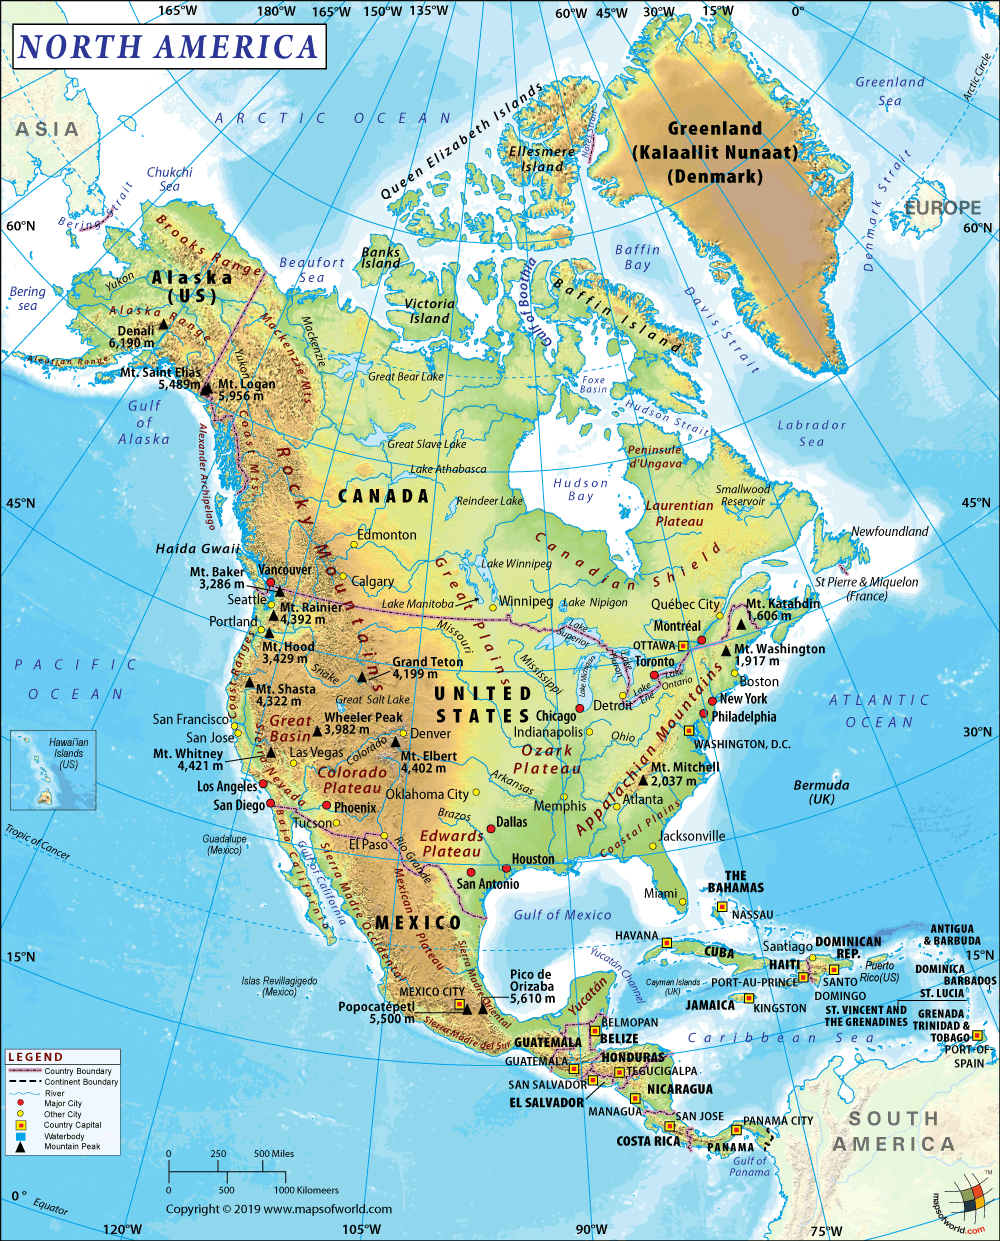 165°W
180°W
165°W
150°W
135°W
60°W
45°W
30°W
15°W
0°
NORTH AMERICA
ASIA
ARCTIC OCEAN
Greenland
Sea
Arctic Circle
Queen Elizabeth Islands
Ellesmere
Island
Nares Strait
Greenland
(Kalaallit Nunaat)
(Denmark)
Denmark Strait
EUROPE
60°N
60°N
Chukchi
Sea
Bering Strait
Bering
sea
Brooks Range
Beaufort
Sea
Banks
Island
Victoria
Island
Gulf of Boothia
Baffin
Bay
Baffin Island
Davis Strait
Yukon
Alaska
(US)
Alaska Range
Denali
6,190 m
Aleutian Range
Mt. Saint Elias
5,489m
Mt. Logan
5,956 m
Mackenzie Mts.
Mackenzie
Yukon
Great Bear Lake
Foxe
Basin
Hudson Strait
Labrador
Sea
Gulf
of
Alaska
Alexander Archipelago
Coast Mts.
Rocky Mountains
Great Slave Lake
Lake Athabasca
Reindeer Lake
CANADA
Hudson
Bay
Peninsule
d'Ungava
Laurentian
Plateau
Smallwood
Reservoir
45°N
45°N
Newfoundland
St Pierre & Miquelon
(France)
Haida Gwaii
Edmonton
Calgary
Great Plains
Canadian Shield
Lake Winnipeg
Lake Manitoba
Winnipeg
Lake Nipigon
Mt. Baker
3,286 m
Vancouver
Seattle
Mt. Rainier
4,392 m
Portland
Mt. Hood
3,429 m
Québec City
Mt. Katahdin
1,606 m
Montréal
OTTAWA
Toronto
Mt. Washington
1,917 m
Boston
Lake
Superior
Lake Michigan
Lake
Huron
Lake
Erie
Lake
Ontario
Missouri
Mississippi
PACIFIC
OCEAN
Coast Ranges
Snake
Grand Teton
4,199 m
Great Salt Lake
Mt. Shasta
4,322 m
UNITED
STATES
Chicago
Detroit
New York
Philadelphia
WASHINGTON, D.C.
ATLANTIC
OCEAN
San Francisco
San Jose
Great
Basin
Wheeler Peak
3,982 m
Denver
Indianapolis
Ohio
Ozark
Plateau
Appalachian Mountains
30°N
Hawai'ian
Islands
(US)
Mt. Whitney
4,421 m
Las Vegas
Colorado
Mt. Elbert
4,402 m
Colorado
Plateau
Arkansas
Mt. Mitchell
2,037 m
Bermuda
(UK)
Los Angeles
San Diego
Nevada
Phoenix
Tucson
Oklahoma City
Memphis
Atlanta
Brazos
Dallas
Coastal Plains
Jacksonville
Tropic of Cancer
Guadalupe
(Mexico)
Baja California
Gulf of California
El Paso
Rio Grande
Edwards
Plateau
Houston
San Antonio
Sierra Madre Occidental
Mexican Plateau
MEXICO
Sierra Madre Oriental
Gulf of Mexico
Miami
THE
BAHAMAS
NASSAU
HAVANA
CUBA
Santiago
DOMINICAN
REP.
HAITI
PORT-AU-PRINCE
SANTO
DOMINGO
Puerto
Rico(US)
ANTIGUA
& BARBUDA
15°N
15°N
DOMINICA
BARBADOS
ST. LUCIA
ST. VINCENT AND
THE GRENADINES
GRENADA
TRINIDAD &
TOBAGO
PORT-OF-
SPAIN
Yucatán Channel
Cayman Islands
(UK)
JAMAICA
KINGSTON
Caribbean Sea
Islas Revillagigedo
(Mexico)
MEXICO CITY
Popocatépetl
5,500 m
Pico de
Orizaba
5,610 m
Sierra Madre del Sur
Yucatán
BELMOPAN
BELIZE
GUATEMALA
GUATEMALA
HONDURAS
TEGUCIGALPA
SAN SALVADOR
EL SALVADOR
NICARAGUA
MANAGUA
SAN JOSE
COSTA RICA
PANAMA CITY
PANAMA
Gulf of
Panama
SOUTH
AMERICA
LEGEND
Country Boundary
Continent Boundary
River
Major City
Other City
Country Capital
Waterbody
Mountain Peak
0 250 500 Miles
0 500 1000 Kilomeers
Copyright © 2019 www.mapsofworld.com
0°
Equator
120°W
105°W
90°W
75°W
mapsofworld.com
TM